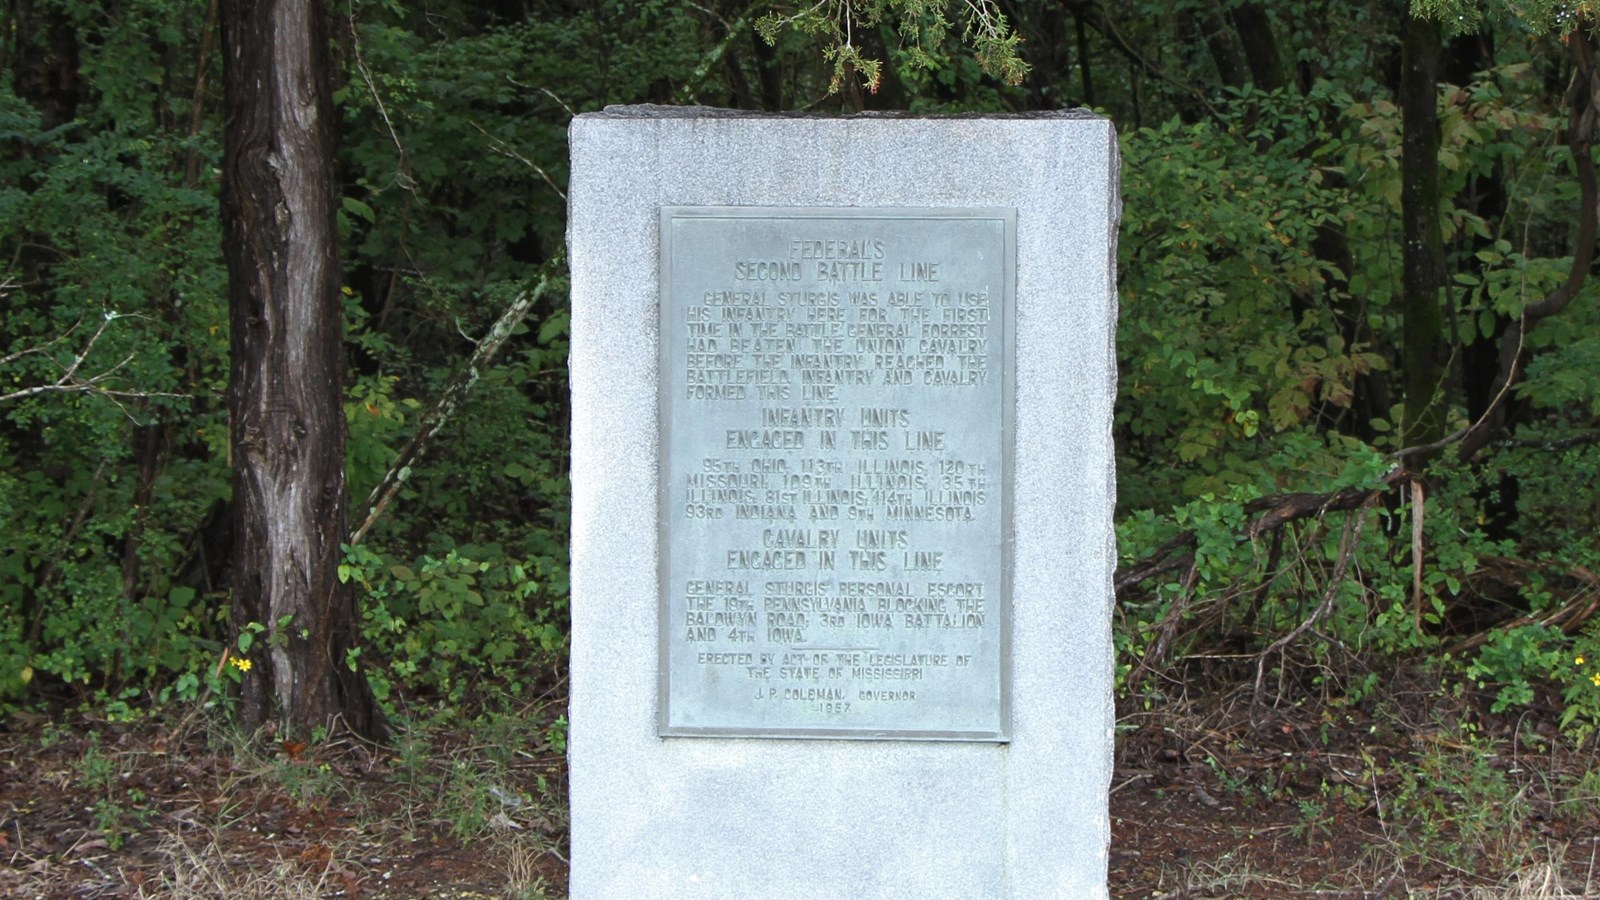 FEDERALS
SECOND BATTLE LINE
GENERAL STURGIS WAS ABLE TO USE
HIS INFANTRY HERE FOR THE FIRST
TIME IN THE BATTLE. GENERAL FORREST
HAD BEATEN THE UNION CAVALRY
BEFORE THE INFANTRY REACHED THE
BATTLEFIELD. INFANTRY AND CAVALRY
FORMED THIS LINE.
INFANTRY UNITS
ENGAGED IN THIS LINE
95TH OHIO, 113TH ILLINOIS, 120TH
MISSOURI, 109TH ILLINOIS, 35TH
ILLINOIS, 81ST ILLINOIS, 114TH ILLINOIS
93RD INDIANA AND 9TH MINNESOTA.
CAVALRY UNITS
ENGAGED IN THIS LINE
GENERAL STURGIS PERSONAL ESCORT
THE 19TH PENNSYLVANIA BLOCKING THE
BALDWYN ROAD; 3RD IOWA BATTALION
AND 4TH IOWA.
ERECTED BY ACT OF THE LEGISLATURE OF
THE STATE OF MISSISSIPPI
J. P. COLEMAN, GOVERNOR
1957